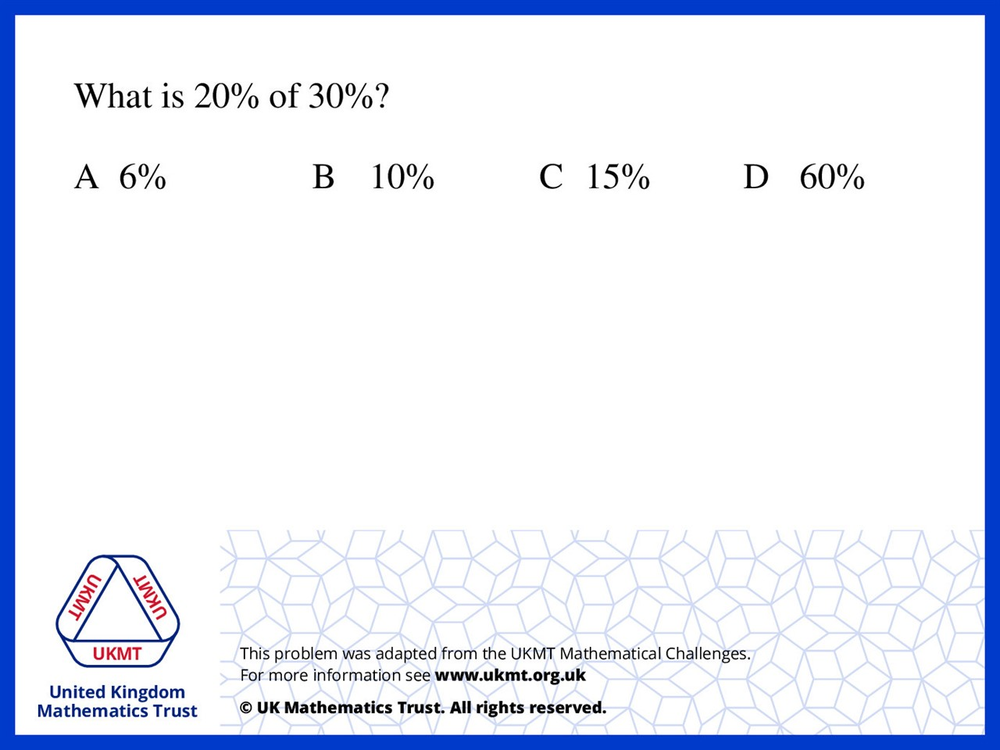 What is 20% of 30%?
A 6% B 10% C 15% D 60%
UKMT
UKMT
UKMT
United Kingdom
Mathematics Trust
This problem was adapted from the UKMT Mathematical Challenges.
For more information see www.ukmt.org.uk
© UK Mathematics Trust. All rights reserved.